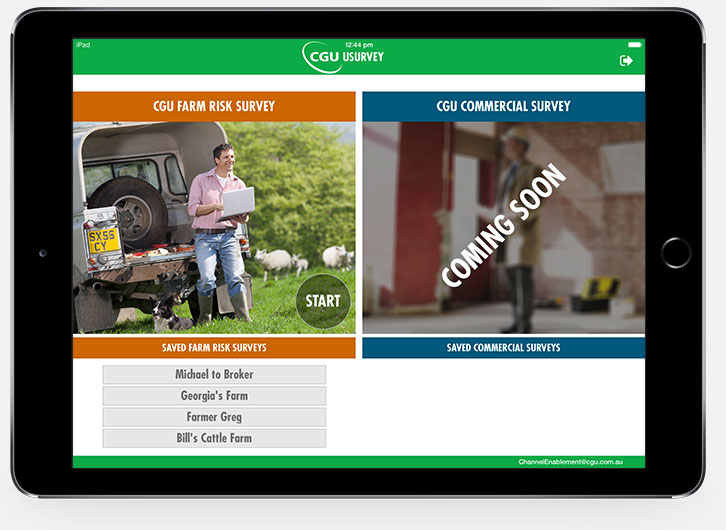 iPad
12:44 pm
CGU USURVEY
CGU FARM RISK SURVEY
CGU COMMERCIAL SURVEY
SX55
CY
START
COMING SOON
SAVED FARM RISK SURVEYS
SAVED COMMERCIAL SURVEYS
Michael to Broker
Georgia's Farm
Farmer Greg
Bill's Cattle Farm
ChannelEnablement@cgu.com.au